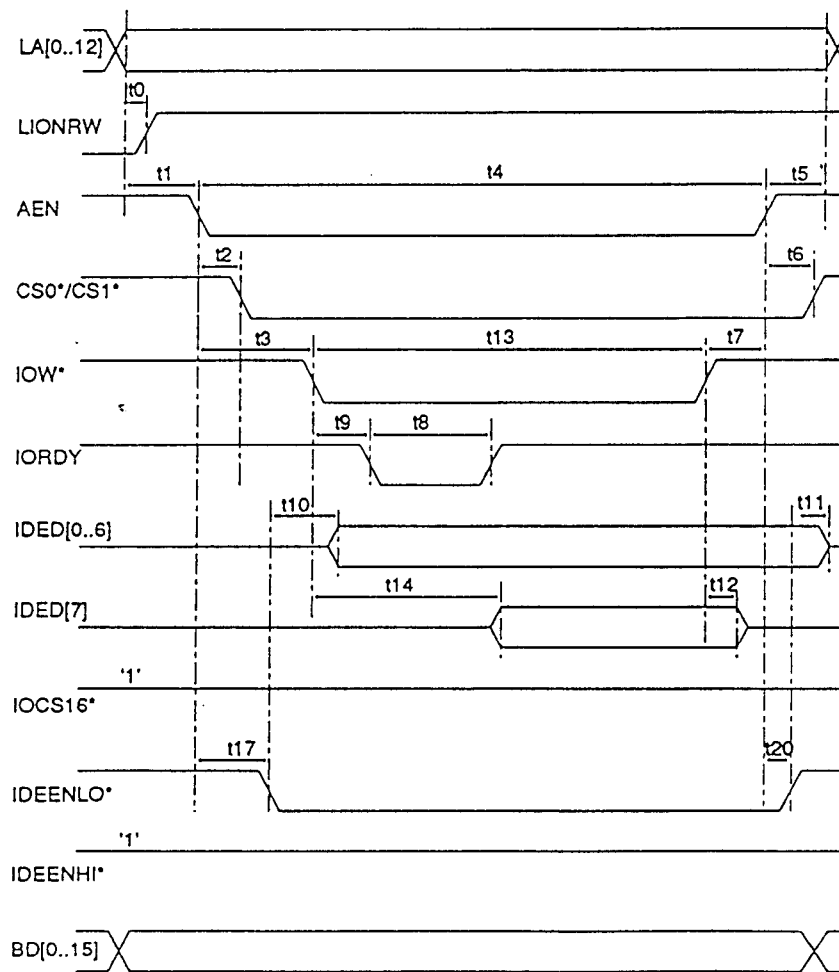 LA[0..12]
t0
LIONRW
t1 t4 t5
AEN
t2 t6
CS0*/CS1*
t3 t13 t7
IOW*
t9 t8
IORDY
t10 t11
IDED[0..6]
t14 t12
IDED[7]
'1'
IOCS16*
t17 t20
IDEENLO*
'1'
IDEENHI*
BD[0..15]